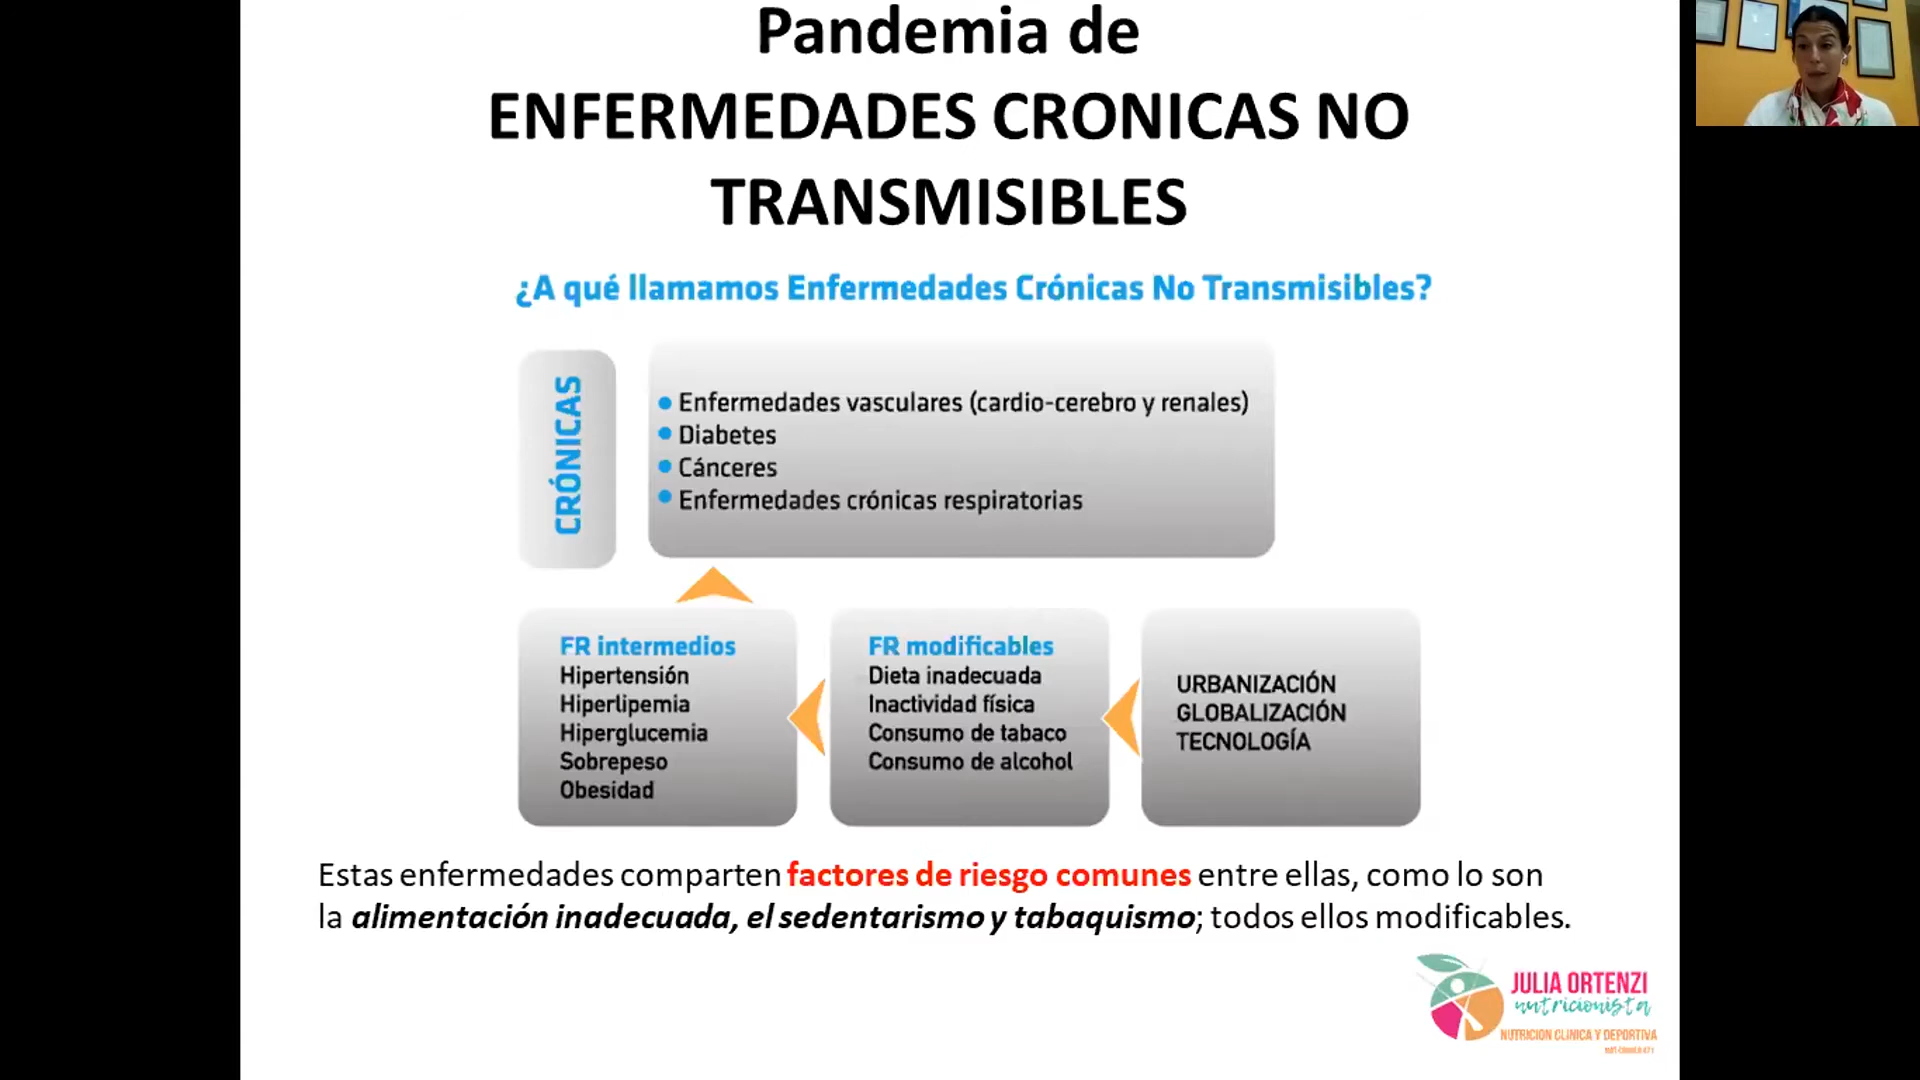 Pandemia de
ENFERMEDADES CRONICAS NO
TRANSMISIBLES
¿A qué llamamos Enfermedades Crónicas No Transmisibles?
CRÓNICAS
Enfermedades vasculares (cardio-cerebro y renales)
Diabetes
Cánceres
Enfermedades crónicas respiratorias
FR intermedios
Hipertensión
Hiperlipemia
Hiperglucemia
Sobrepeso
Obesidad
FR modificables
Dieta inadecuada
Inactividad física
Consumo de tabaco
Consumo de alcohol
URBANIZACIÓN
GLOBALIZACIÓN
TECNOLOGÍA
Estas enfermedades comparten factores de riesgo comunes entre ellas, como lo son
la alimentación inadecuada, el sedentarismo y tabaquismo; todos ellos modificables.
JULIA ORTENZI
nutricionista
NUTRICION CLINICA Y DEPORTIVA